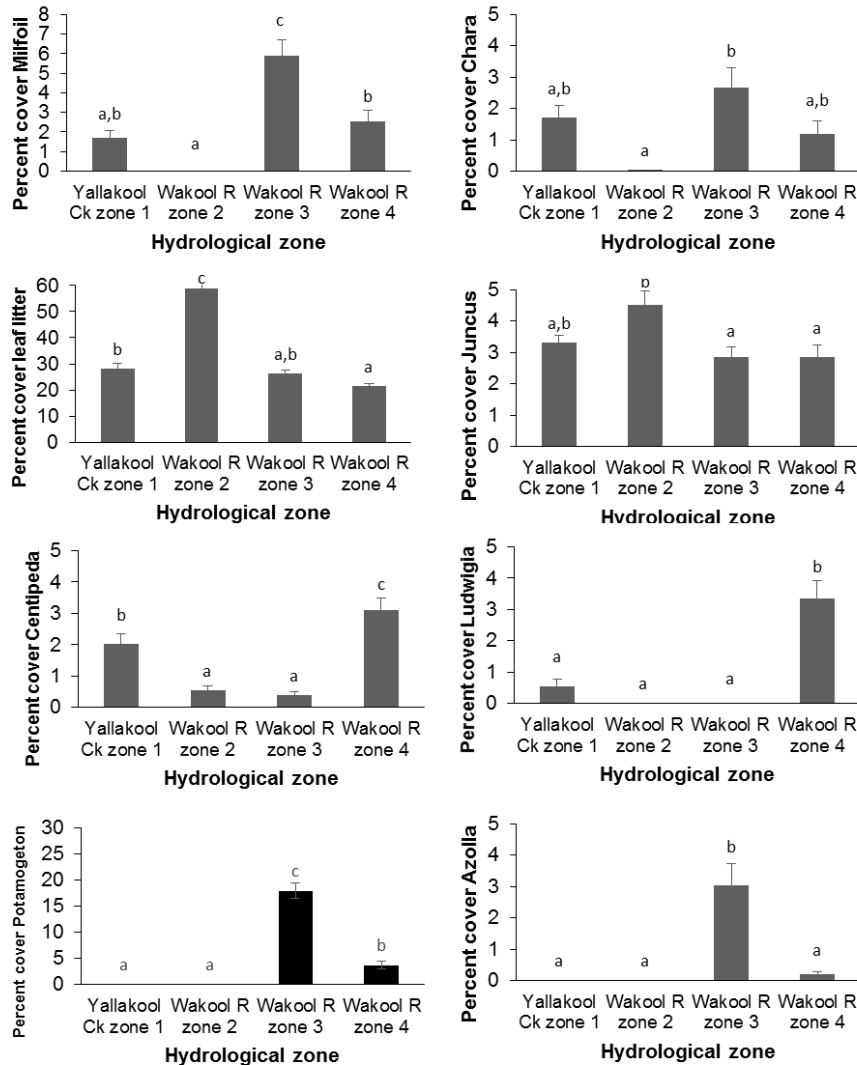 Percent cover Milfoil
8
7
6
5
4
3
2
1
0
a,b
a
c
b
Yallakool Wakool R Wakool R Wakool R
Ck zone 1 zone 2 zone 3 zone 4
Hydrological zone
Percent cover Chara
5
4
3
2
1
0
a,b
a
b
a,b
Yallakool Wakool R Wakool R Wakool R
Ck zone 1 zone 2 zone 3 zone 4
Hydrological zone
Percent cover leaf litter
60
50
40
30
20
10
0
b
c
a,b
a
Yallakool Wakool R Wakool R Wakool R
Ck zone 1 zone 2 zone 3 zone 4
Hydrological zone
Percent cover Juncus
5
4
3
2
1
0
a,b
b
a
a
Yallakool Wakool R Wakool R Wakool R
Ck zone 1 zone 2 zone 3 zone 4
Hydrological zone
Percent cover Centipeda
5
4
3
2
1
0
b
a
a
c
Yallakool Wakool R Wakool R Wakool R
Ck zone 1 zone 2 zone 3 zone 4
Hydrological zone
Percent cover Ludwigia
5
4
3
2
1
0
a
a
a
b
Yallakool Wakool R Wakool R Wakool R
Ck zone 1 zone 2 zone 3 zone 4
Hydrological zone
Percent cover Potamogeton
30
25
20
15
10
5
0
a
a
c
b
Yallakool Wakool R Wakool R Wakool R
Ck zone 1 zone 2 zone 3 zone 4
Hydrological zone
Percent cover Azolla
5
4
3
2
1
0
a
a
b
a
Yallakool Wakool R Wakool R Wakool R
Ck zone 1 zone 2 zone 3 zone 4
Hydrological zone